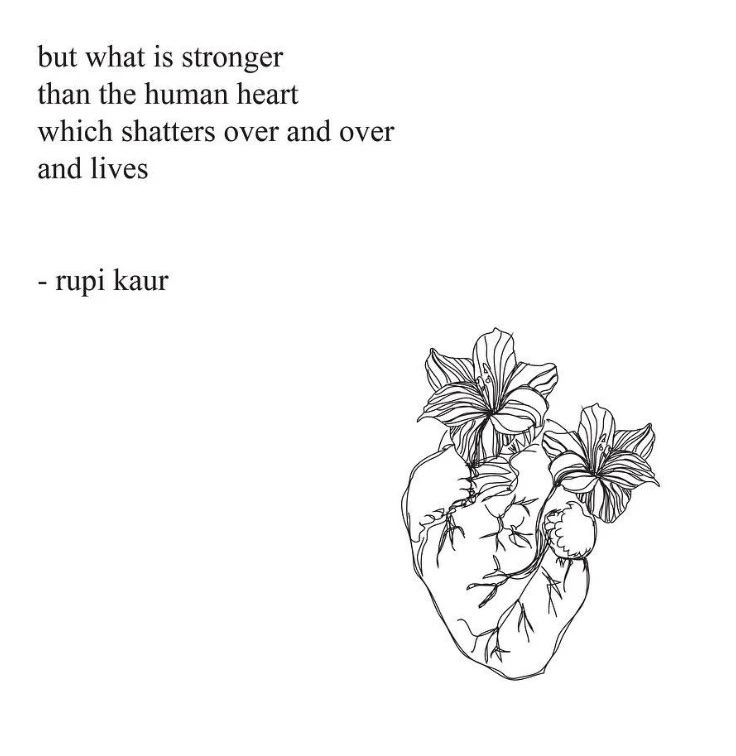 but what is stronger
than the human heart
which shatters over and over
and lives
- rupi kaur